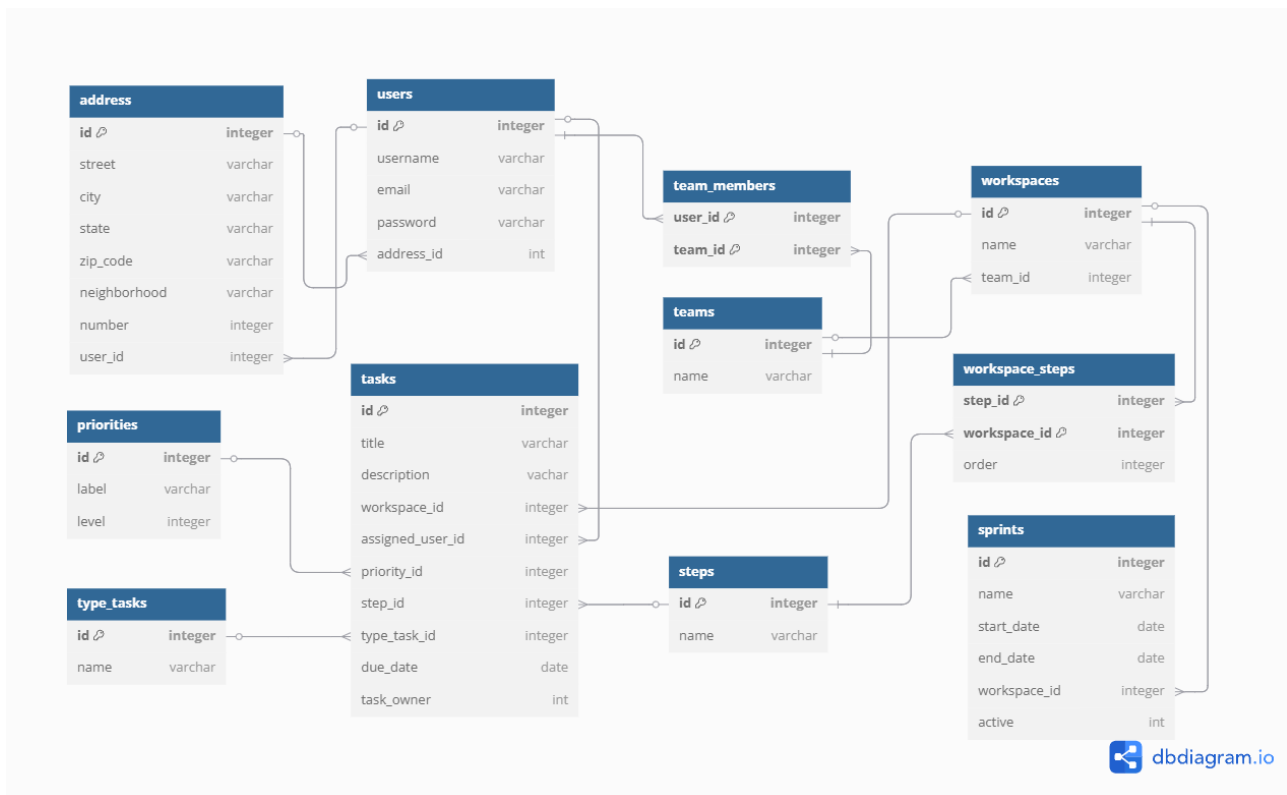 address
id integer
street varchar
city varchar
state varchar
zip_code varchar
neighborhood varchar
number integer
user_id integer
users
id integer
username varchar
email varchar
password varchar
address_id int
team_members
user_id integer
team_id integer
teams
id integer
name varchar
workspaces
id integer
name varchar
team_id integer
workspace_steps
step_id integer
workspace_id integer
order integer
priorities
id integer
label varchar
level integer
type_tasks
id integer
name varchar
tasks
id integer
title varchar
description vachar
workspace_id integer
assigned_user_id integer
priority_id integer
step_id integer
type_task_id integer
due_date date
task_owner int
steps
id integer
name varchar
sprints
id integer
name varchar
start_date date
end_date date
workspace_id integer
active int
dbdiagram.io